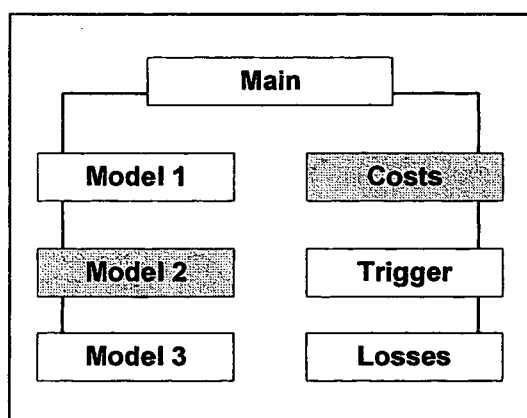 Main
Model 1
Costs
Model 2
Trigger
Model 3
Losses